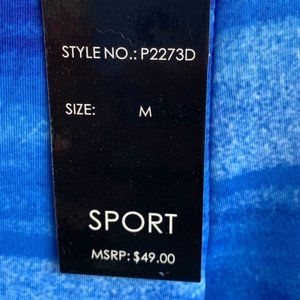 STYLE NO.: P2273D
SIZE: M
SPORT
MSRP: $49.00